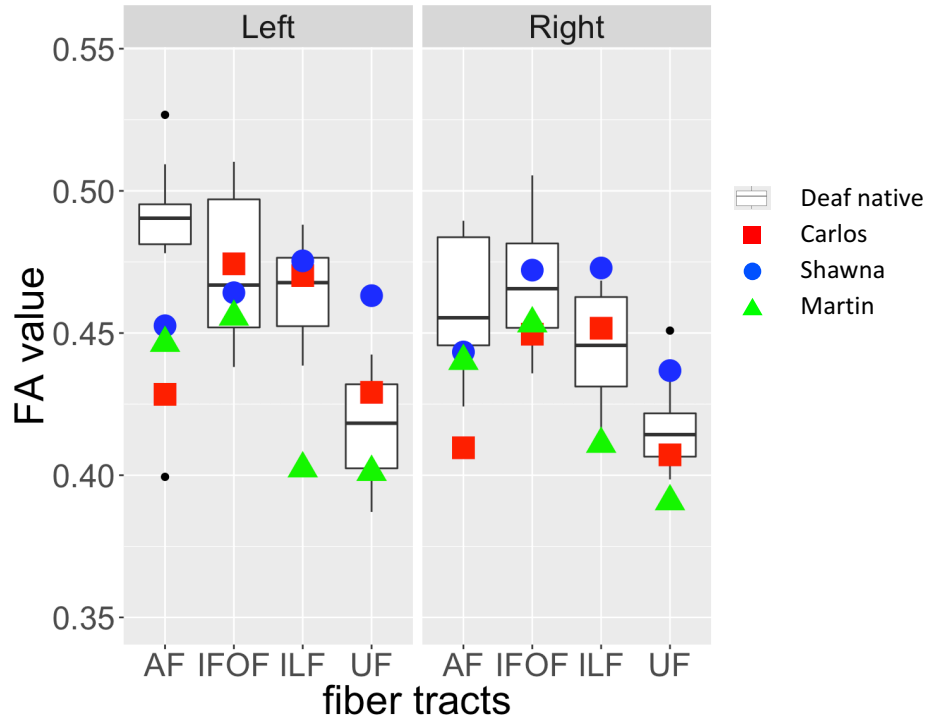 Left Right
0.55
0.50
0.45
0.40
0.35
FA value
AF IFOF ILF UF AF IFOF ILF UF
fiber tracts
Deaf native
Carlos
Shawna
Martin